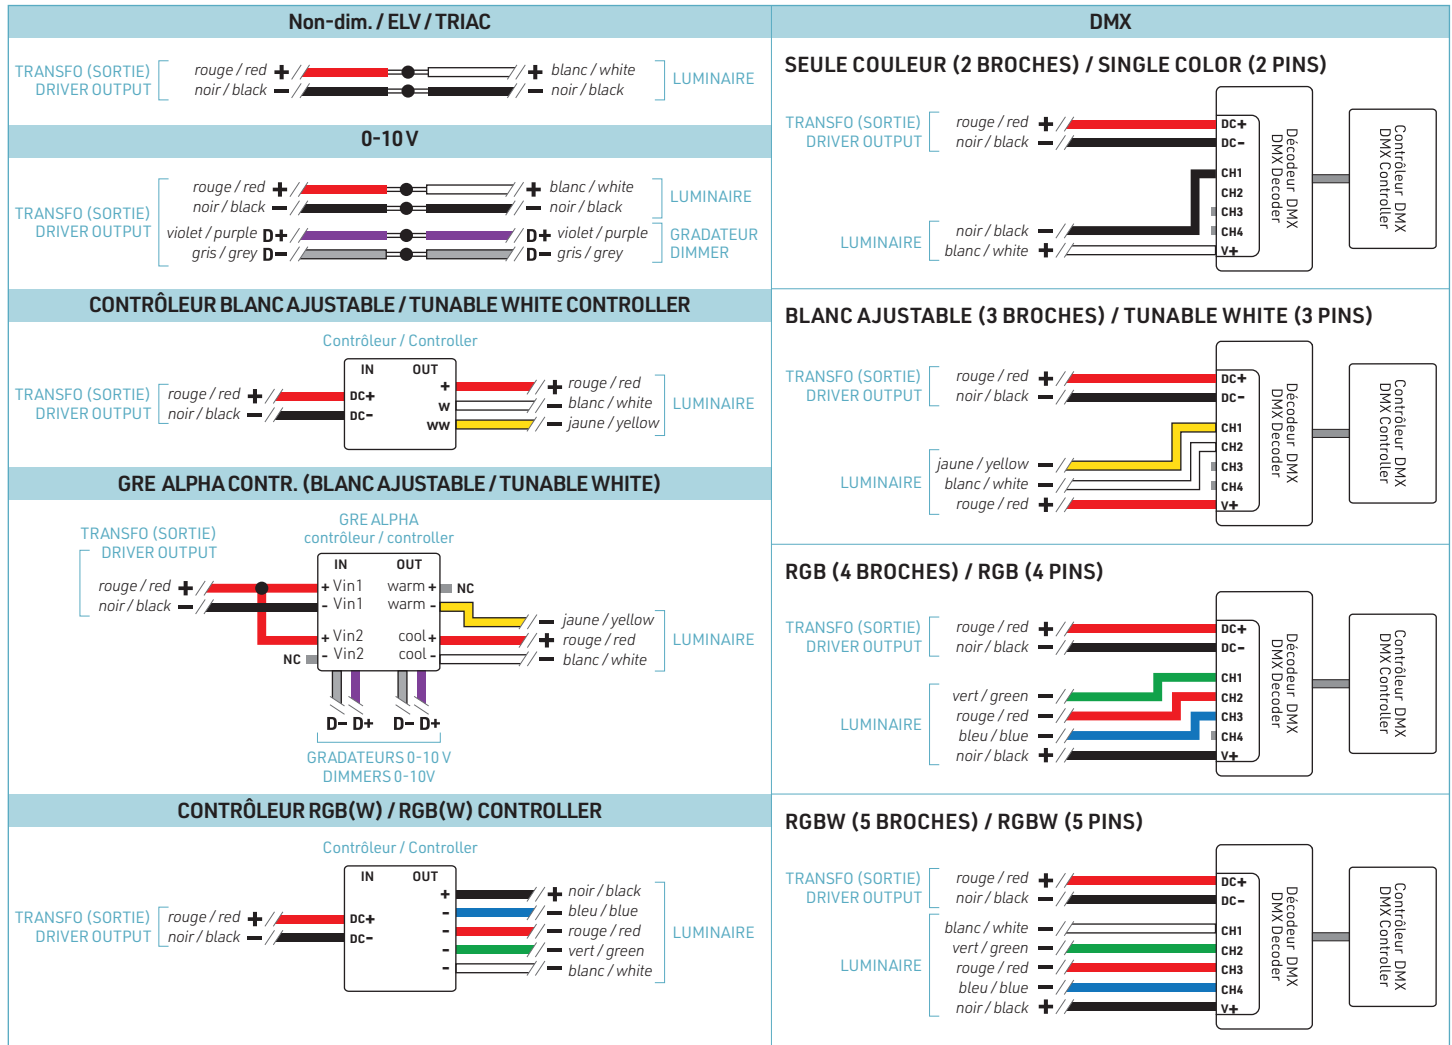 Non-dim. / ELV / TRIAC
TRANSFO (SORTIE)
DRIVER OUTPUT
rouge / red +
noir / black −
+ blanc / white
− noir / black
LUMINAIRE
0-10 V
TRANSFO (SORTIE)
DRIVER OUTPUT
rouge / red +
noir / black −
violet / purple D+
gris / grey D−
+ blanc / white
− noir / black
D+ violet / purple
D− gris / grey
LUMINAIRE
GRADATEUR
DIMMER
CONTRÔLEUR BLANC AJUSTABLE / TUNABLE WHITE CONTROLLER
Contrôleur / Controller
TRANSFO (SORTIE)
DRIVER OUTPUT
rouge / red +
noir / black −
IN OUT
DC+
DC−
+
W
WW
+ rouge / red
− blanc / white
− jaune / yellow
LUMINAIRE
GRE ALPHA CONTR. (BLANC AJUSTABLE / TUNABLE WHITE)
TRANSFO (SORTIE)
DRIVER OUTPUT
GRE ALPHA
contrôleur / controller
rouge / red +
noir / black −
NC
IN OUT
+ Vin1 warm +
- Vin1 warm -
+ Vin2 cool +
- Vin2 cool -
NC
− jaune / yellow
+ rouge / red
− blanc / white
LUMINAIRE
D− D+ D− D+
GRADATEURS 0-10 V
DIMMERS 0-10V
CONTRÔLEUR RGB(W) / RGB(W) CONTROLLER
Contrôleur / Controller
TRANSFO (SORTIE)
DRIVER OUTPUT
rouge / red +
noir / black −
IN OUT
DC+
DC−
+
-
-
-
-
+ noir / black
− bleu / blue
− rouge / red
− vert / green
− blanc / white
LUMINAIRE
DMX
SEULE COULEUR (2 BROCHES) / SINGLE COLOR (2 PINS)
TRANSFO (SORTIE)
DRIVER OUTPUT
rouge / red +
noir / black −
LUMINAIRE
noir / black −
blanc / white +
DC+
DC−
CH1
CH2
CH3
CH4
V+
Décodeur DMX
DMX Decoder
Contrôleur DMX
DMX Controller
BLANC AJUSTABLE (3 BROCHES) / TUNABLE WHITE (3 PINS)
TRANSFO (SORTIE)
DRIVER OUTPUT
rouge / red +
noir / black −
LUMINAIRE
jaune / yellow −
blanc / white −
rouge / red +
DC+
DC−
CH1
CH2
CH3
CH4
V+
Décodeur DMX
DMX Decoder
Contrôleur DMX
DMX Controller
RGB (4 BROCHES) / RGB (4 PINS)
TRANSFO (SORTIE)
DRIVER OUTPUT
rouge / red +
noir / black −
LUMINAIRE
vert / green −
rouge / red −
bleu / blue −
noir / black +
DC+
DC−
CH1
CH2
CH3
CH4
V+
Décodeur DMX
DMX Decoder
Contrôleur DMX
DMX Controller
RGBW (5 BROCHES) / RGBW (5 PINS)
TRANSFO (SORTIE)
DRIVER OUTPUT
rouge / red +
noir / black −
LUMINAIRE
blanc / white −
vert / green −
rouge / red −
bleu / blue −
noir / black +
DC+
DC−
CH1
CH2
CH3
CH4
V+
Décodeur DMX
DMX Decoder
Contrôleur DMX
DMX Controller